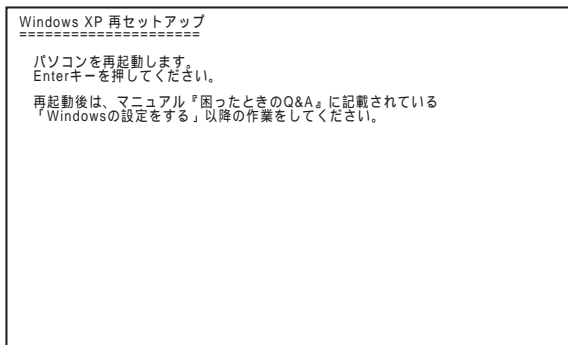 Windows XP 再セットアップ
=====================
パソコンを再起動します。
Enterキーを押してください。
再起動後は、マニュアル『困ったときのQ&A』に記載されている
「Windowsの設定をする」以降の作業をしてください。